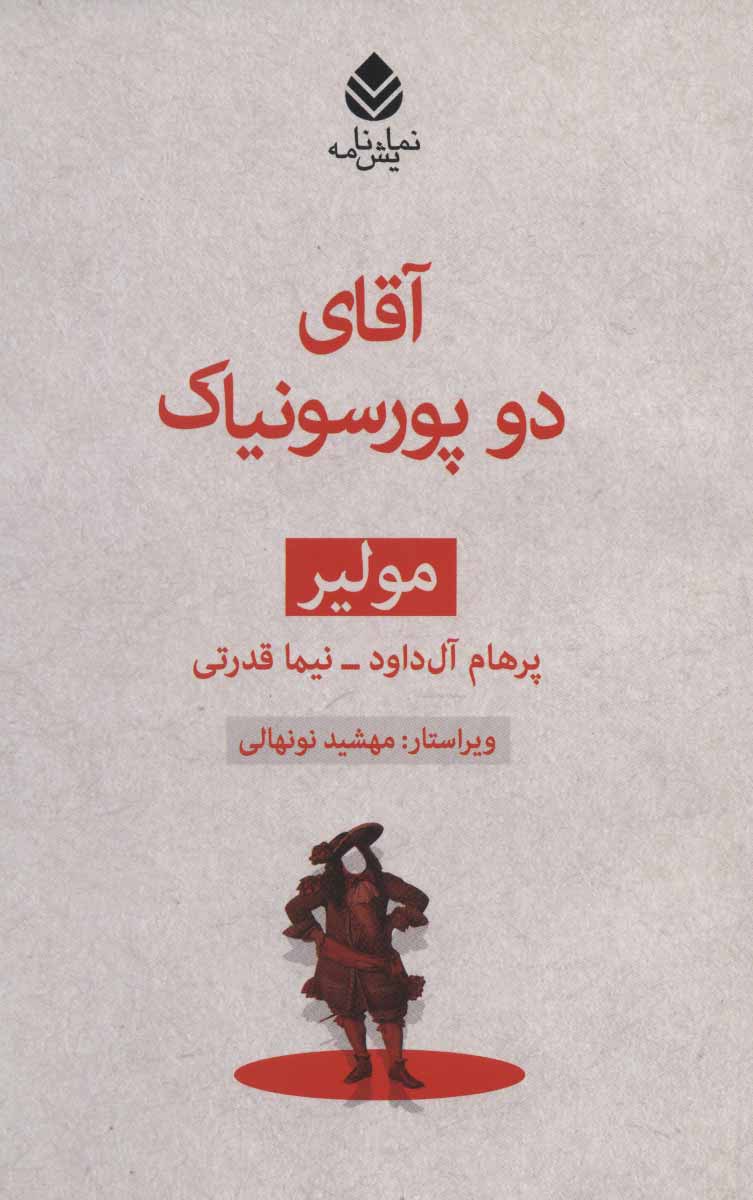 نمایش‌نامه
آقای
دو پورسونیاک
مولیر
پرهام آل‌داود ـ نیما قدرتی
ویراستار: مهشید نونهالی